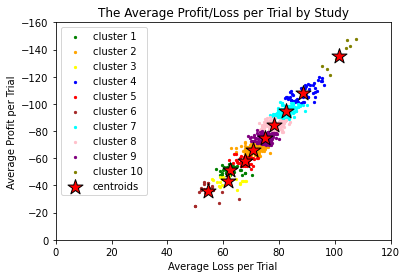 The Average Profit/Loss per Trial by Study
−160
−140
−120
−100
−80
−60
−40
−20
0
Average Profit per Trial
cluster 1
cluster 2
cluster 3
cluster 4
cluster 5
cluster 6
cluster 7
cluster 8
cluster 9
cluster 10
centroids
0 20 40 60 80 100 120
Average Loss per Trial